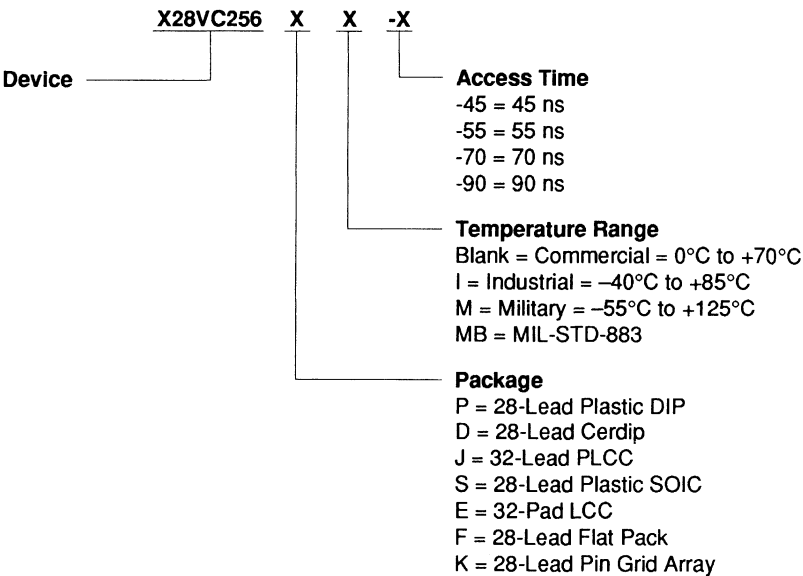 X28VC256 X X -X
Device
Access Time
-45 = 45 ns
-55 = 55 ns
-70 = 70 ns
-90 = 90 ns
Temperature Range
Blank = Commercial = 0°C to +70°C
I = Industrial = –40°C to +85°C
M = Military = –55°C to +125°C
MB = MIL-STD-883
Package
P = 28-Lead Plastic DIP
D = 28-Lead Cerdip
J = 32-Lead PLCC
S = 28-Lead Plastic SOIC
E = 32-Pad LCC
F = 28-Lead Flat Pack
K = 28-Lead Pin Grid Array